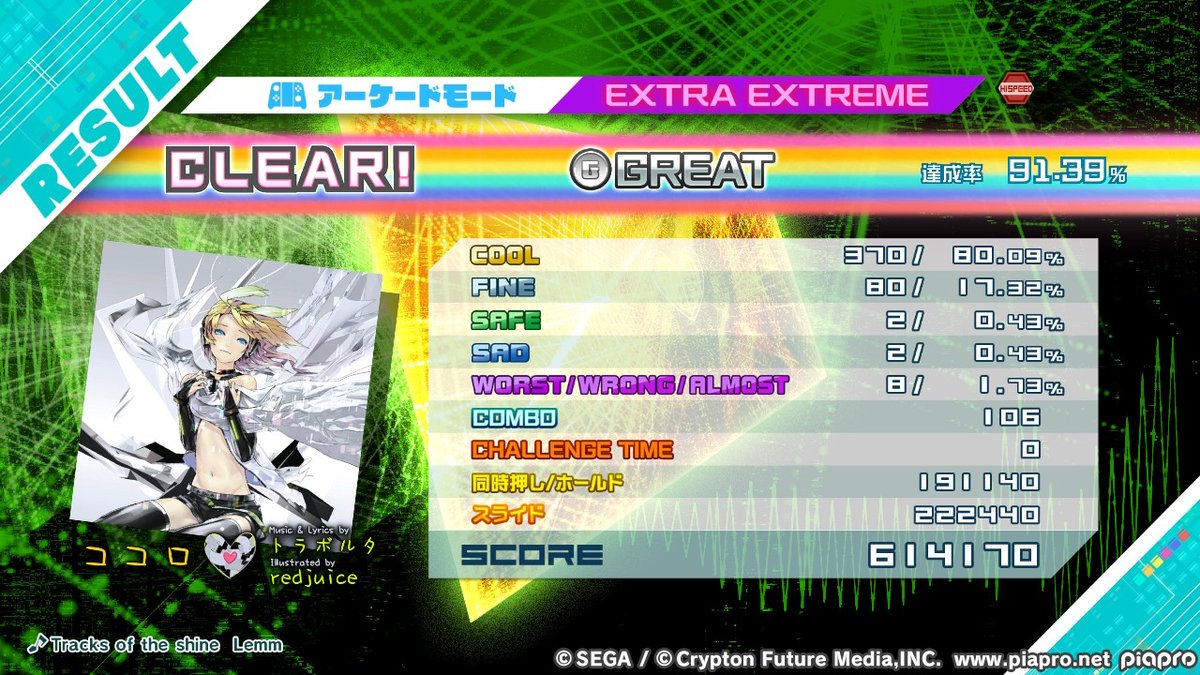 RESULT
アーケードモード EXTRA EXTREME HISPEED
CLEAR! G GREAT 達成率 91.39%
COOL 370/ 80.09%
FINE 80/ 17.32%
SAFE 2/ 0.43%
SAD 2/ 0.43%
WORST/WRONG/ALMOST 8/ 1.73%
COMBO 106
CHALLENGE TIME 0
同時押し/ホールド 191140
スライド 222440
SCORE 614170
ココロ
Music & Lyrics by
トラボルタ
Illustrated by
redjuice
♪Tracks of the shine Lemm
©SEGA / ©Crypton Future Media,INC. www.piapro.net piapro